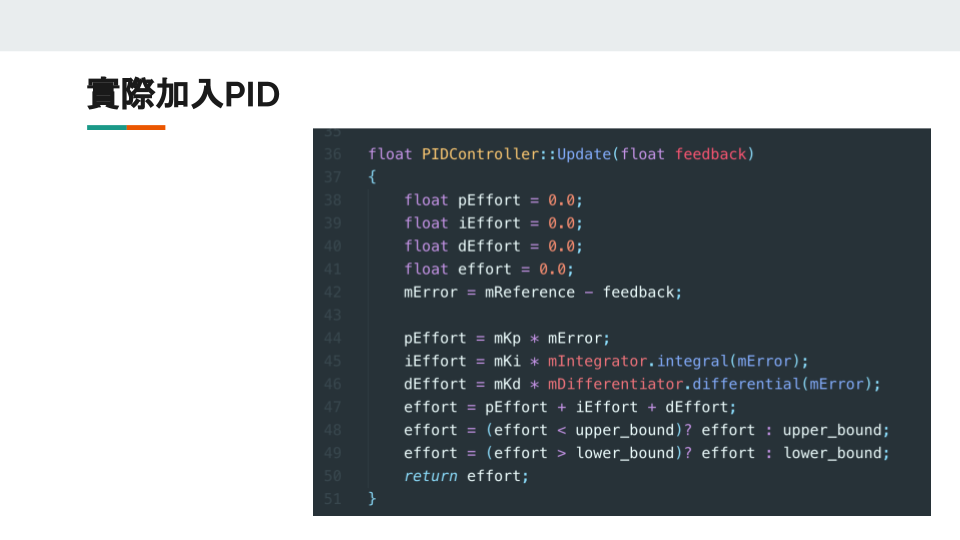 實際加入PID
35
36 float PIDController::Update(float feedback)
37 {
38     float pEffort = 0.0;
39     float iEffort = 0.0;
40     float dEffort = 0.0;
41     float effort = 0.0;
42     mError = mReference - feedback;
43
44     pEffort = mKp * mError;
45     iEffort = mKi * mIntegrator.integral(mError);
46     dEffort = mKd * mDifferentiator.differential(mError);
47     effort = pEffort + iEffort + dEffort;
48     effort = (effort < upper_bound)? effort : upper_bound;
49     effort = (effort > lower_bound)? effort : lower_bound;
50     return effort;
51 }